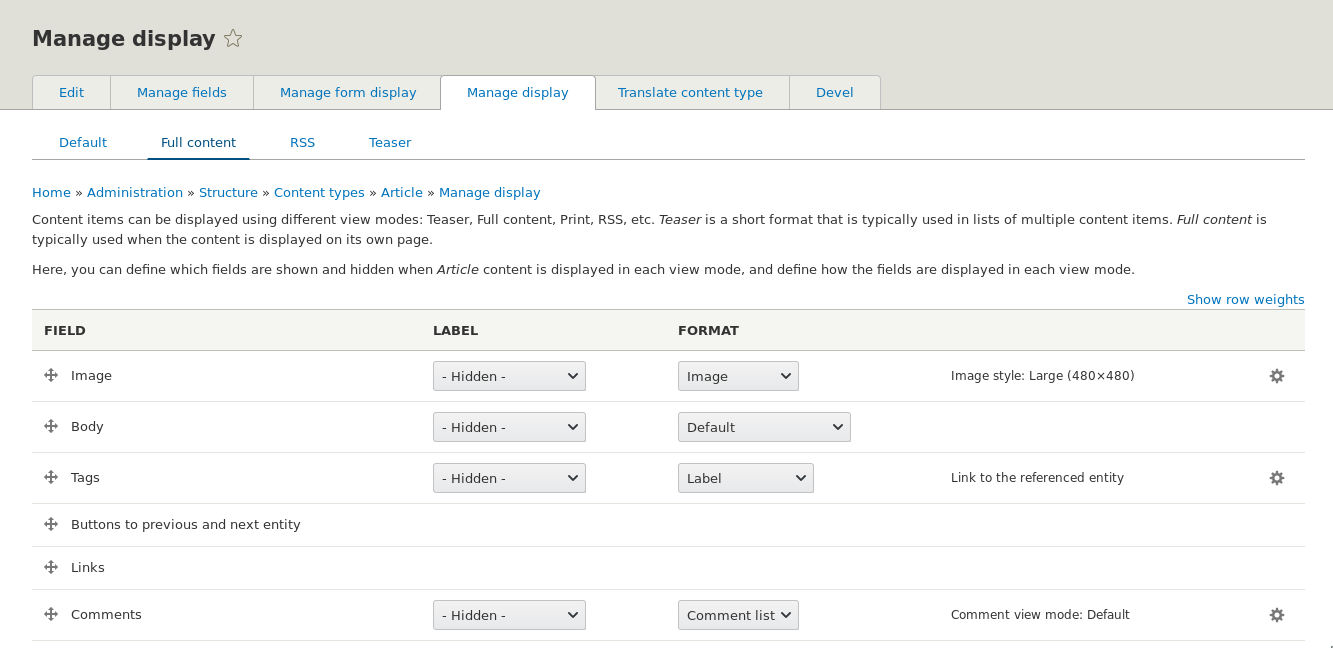 Manage display
Edit
Manage fields
Manage form display
Manage display
Translate content type
Devel
Default
Full content
RSS
Teaser
Home » Administration » Structure » Content types » Article » Manage display
Content items can be displayed using different view modes: Teaser, Full content, Print, RSS, etc. Teaser is a short format that is typically used in lists of multiple content items. Full content is
typically used when the content is displayed on its own page.
Here, you can define which fields are shown and hidden when Article content is displayed in each view mode, and define how the fields are displayed in each view mode.
Show row weights
FIELD LABEL FORMAT
Image - Hidden - Image Image style: Large (480×480)
Body - Hidden - Default
Tags - Hidden - Label Link to the referenced entity
Buttons to previous and next entity
Links
Comments - Hidden - Comment list Comment view mode: Default